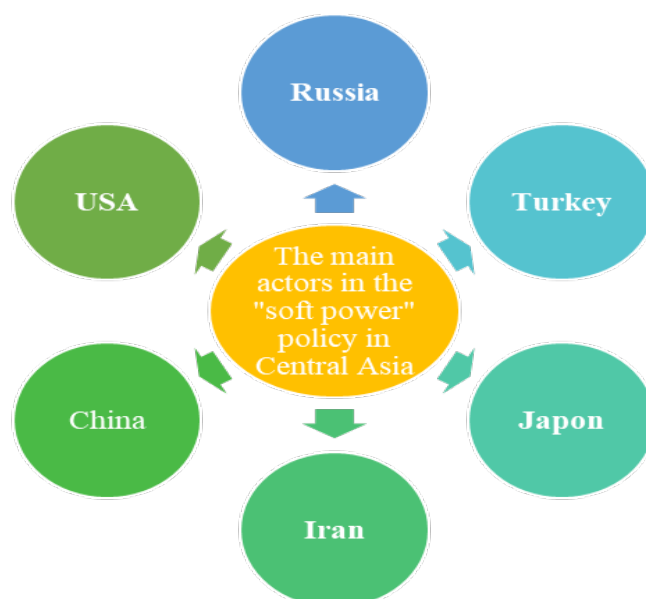 Russia
USA
Turkey
The main
actors in the
"soft power"
policy in
Central Asia
China
Japon
Iran